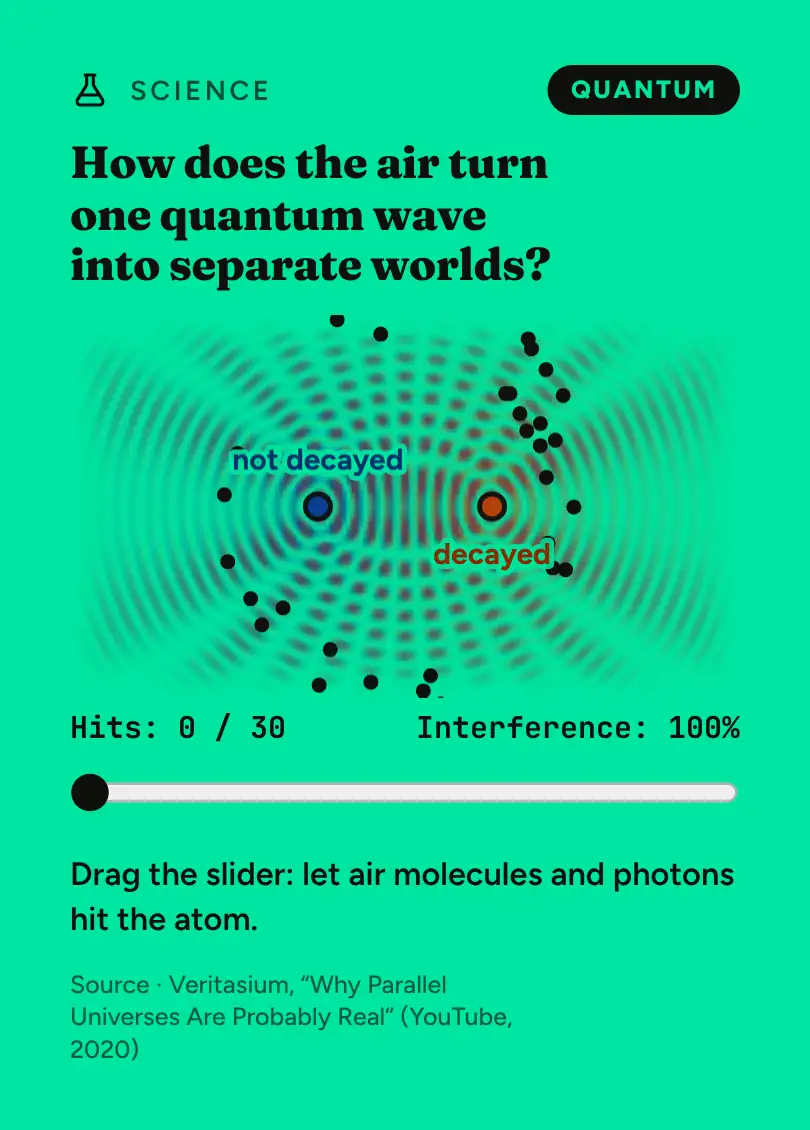 SCIENCE
QUANTUM
How does the air turn
one quantum wave
into separate worlds?
not decayed
decayed
Hits: 0 / 30
Interference: 100%
Drag the slider: let air molecules and photons
hit the atom.
Source · Veritasium, “Why Parallel
Universes Are Probably Real” (YouTube,
2020)